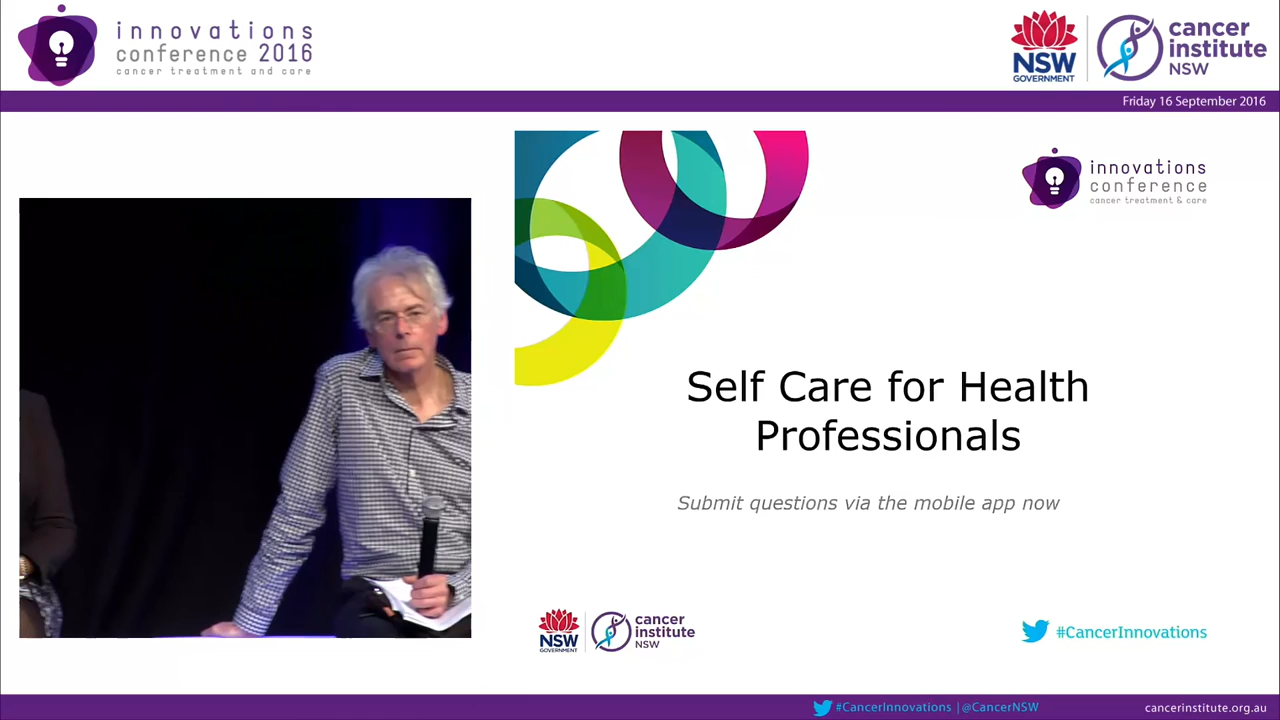 innovations
conference 2016
cancer treatment and care
NSW
GOVERNMENT
cancer
institute
NSW
Friday 16 September 2016
innovations
conference
cancer treatment & care
Self Care for Health
Professionals
Submit questions via the mobile app now
NSW
GOVERNMENT
cancer
institute
NSW
#CancerInnovations
#CancerInnovations | @CancerNSW
cancerinstitute.org.au